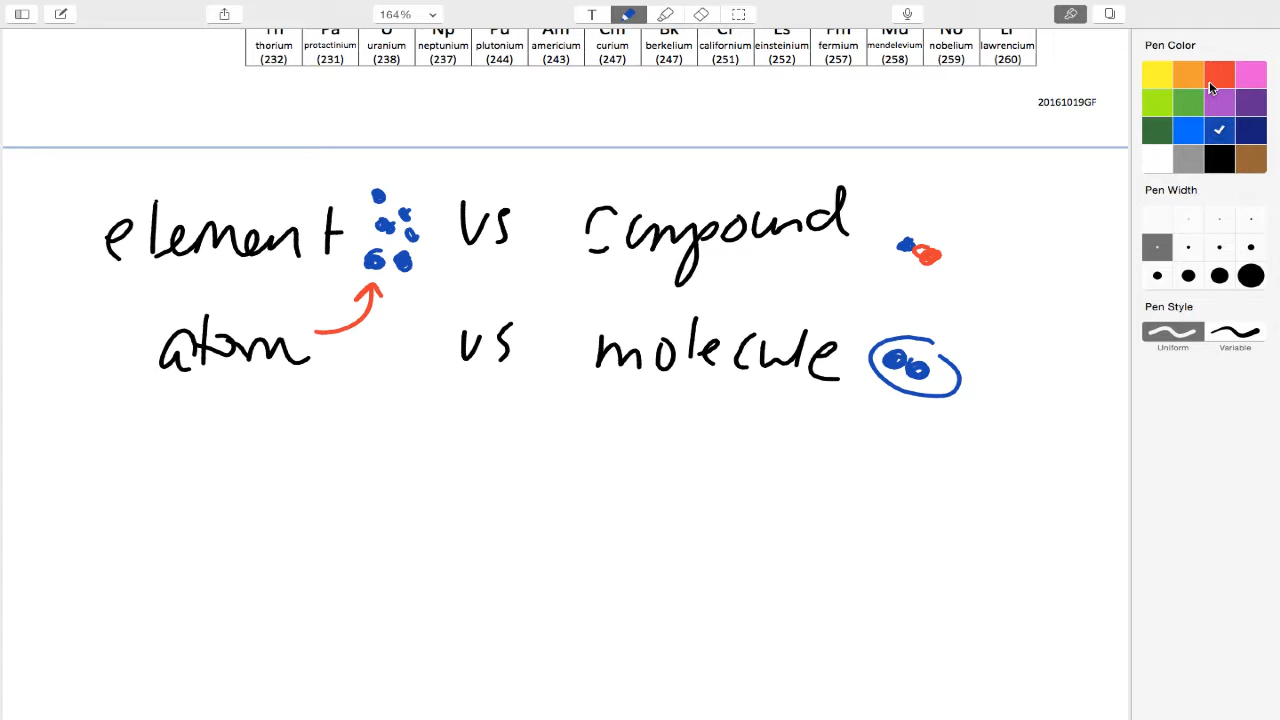 164%
T
Th Pa U Np Pu Am Cm Bk Cf Es Fm Md No Lr
thorium protactinium uranium neptunium plutonium americium curium berkelium californium einsteinium fermium mendelevium nobelium lawrencium
(232) (231) (238) (237) (244) (243) (247) (247) (251) (252) (257) (258) (259) (260)
20161019GF
element vs compound
atom vs molecule
Pen Color
Pen Width
Pen Style
Uniform Variable